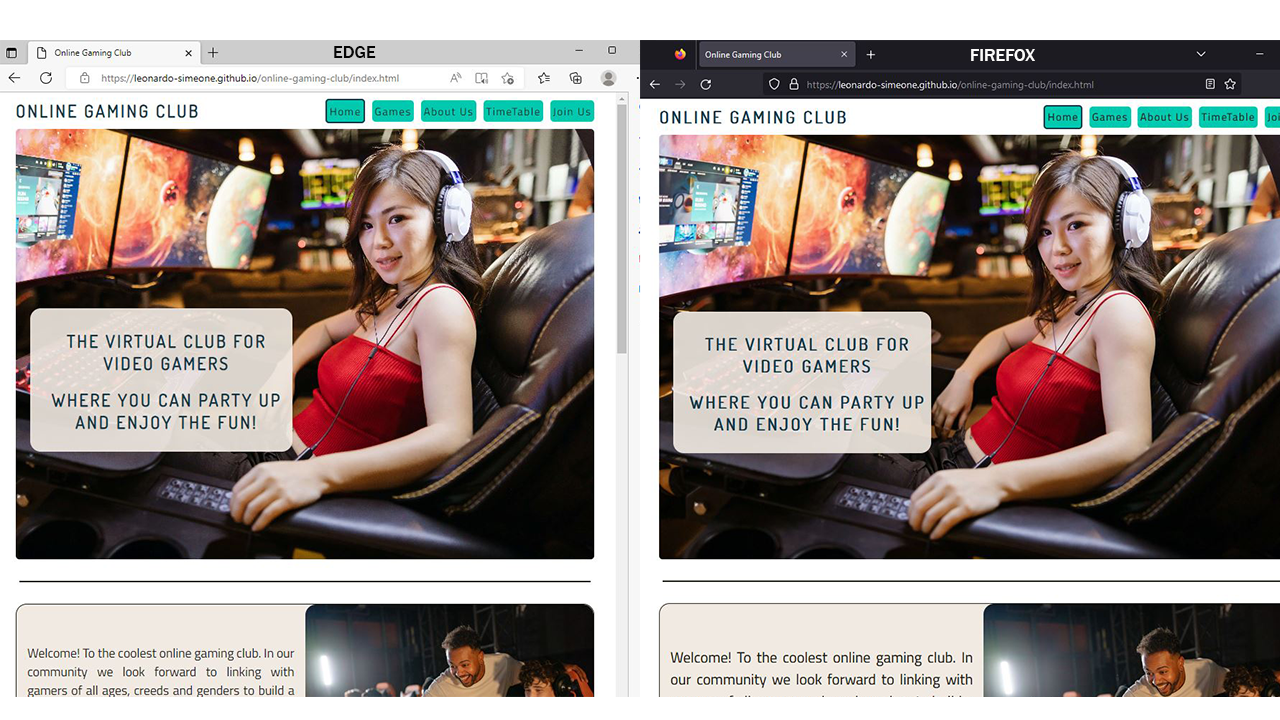 EDGE
Online Gaming Club
https://leonardo-simeone.github.io/online-gaming-club/index.html
ONLINE GAMING CLUB
Home Games About Us TimeTable Join Us
THE VIRTUAL CLUB FOR
VIDEO GAMERS
WHERE YOU CAN PARTY UP
AND ENJOY THE FUN!
Welcome! To the coolest online gaming club. In our
community we look forward to linking with
gamers of all ages, creeds and genders to build a
FIREFOX
Online Gaming Club
https://leonardo-simeone.github.io/online-gaming-club/index.html
ONLINE GAMING CLUB
Home Games About Us TimeTable
THE VIRTUAL CLUB FOR
VIDEO GAMERS
WHERE YOU CAN PARTY UP
AND ENJOY THE FUN!
Welcome! To the coolest online gaming club. In
our community we look forward to linking with